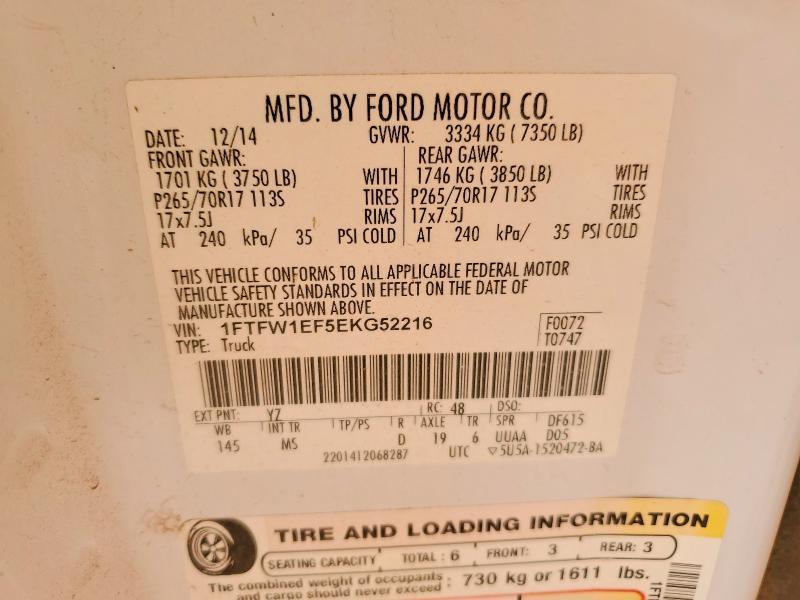 MFD. BY FORD MOTOR CO.
DATE: 12/14 GVWR: 3334 KG ( 7350 LB)
FRONT GAWR: REAR GAWR:
1701 KG ( 3750 LB) WITH 1746 KG ( 3850 LB) WITH
P265/70R17 113S TIRES P265/70R17 113S TIRES
17x7.5J RIMS 17x7.5J RIMS
AT 240 kPa/ 35 PSI COLD AT 240 kPa/ 35 PSI COLD
THIS VEHICLE CONFORMS TO ALL APPLICABLE FEDERAL MOTOR
VEHICLE SAFETY STANDARDS IN EFFECT ON THE DATE OF
MANUFACTURE SHOWN ABOVE.
VIN: 1FTFW1EF5EKG52216 F0072
TYPE: Truck T0747
EXT PNT: YZ RC: 48 DSO:
WB INT TR TP/PS R AXLE TR SPR DF615
145 MS D 19 6 UUAA D05
2201412068287 UTC ▽5U5A-1520472-BA
TIRE AND LOADING INFORMATION
SEATING CAPACITY TOTAL : 6 FRONT: 3 REAR: 3
The combined weight of occupants : 730 kg or 1611 lbs.
and cargo should never exceed
1FT